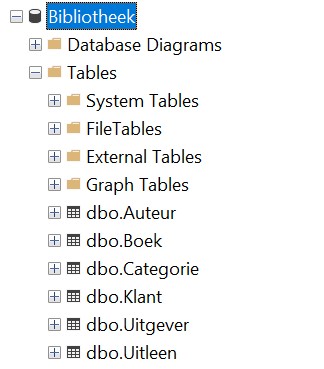 Bibliotheek
Database Diagrams
Tables
System Tables
FileTables
External Tables
Graph Tables
dbo.Auteur
dbo.Boek
dbo.Categorie
dbo.Klant
dbo.Uitgever
dbo.Uitleen